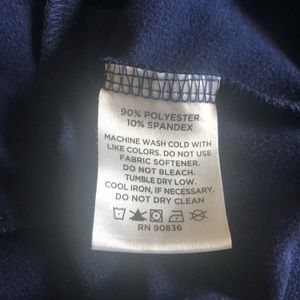 90% POLYESTER
10% SPANDEX
MACHINE WASH COLD WITH
LIKE COLORS. DO NOT USE
FABRIC SOFTENER.
DO NOT BLEACH.
TUMBLE DRY LOW.
COOL IRON, IF NECESSARY.
DO NOT DRY CLEAN
RN 90836